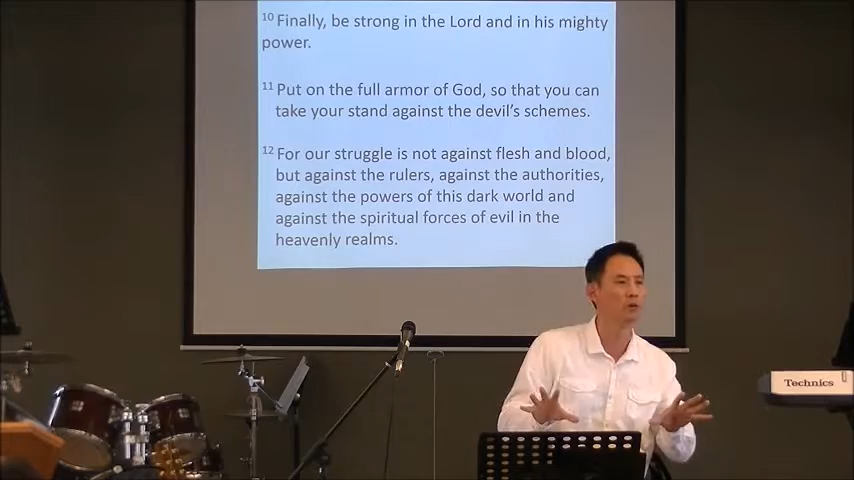 10 Finally, be strong in the Lord and in his mighty
power.
11 Put on the full armor of God, so that you can
take your stand against the devil’s schemes.
12 For our struggle is not against flesh and blood,
but against the rulers, against the authorities,
against the powers of this dark world and
against the spiritual forces of evil in the
heavenly realms.
Technics